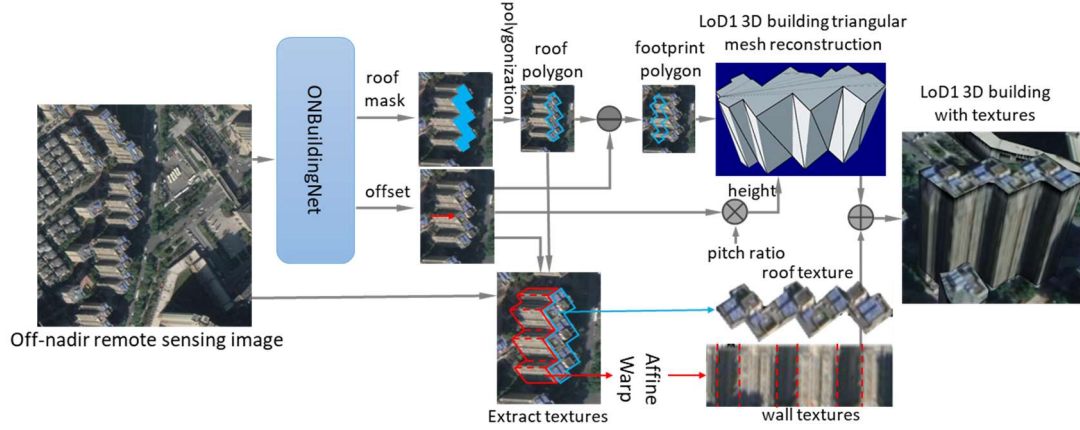 LoD1 3D building triangular
mesh reconstruction
polygonization
roof
polygon
footprint
polygon
roof
mask
ONBuildingNet
LoD1 3D building
with textures
offset
height
pitch ratio
roof texture
Off-nadir remote sensing image
Affine
Warp
Extract textures
wall textures